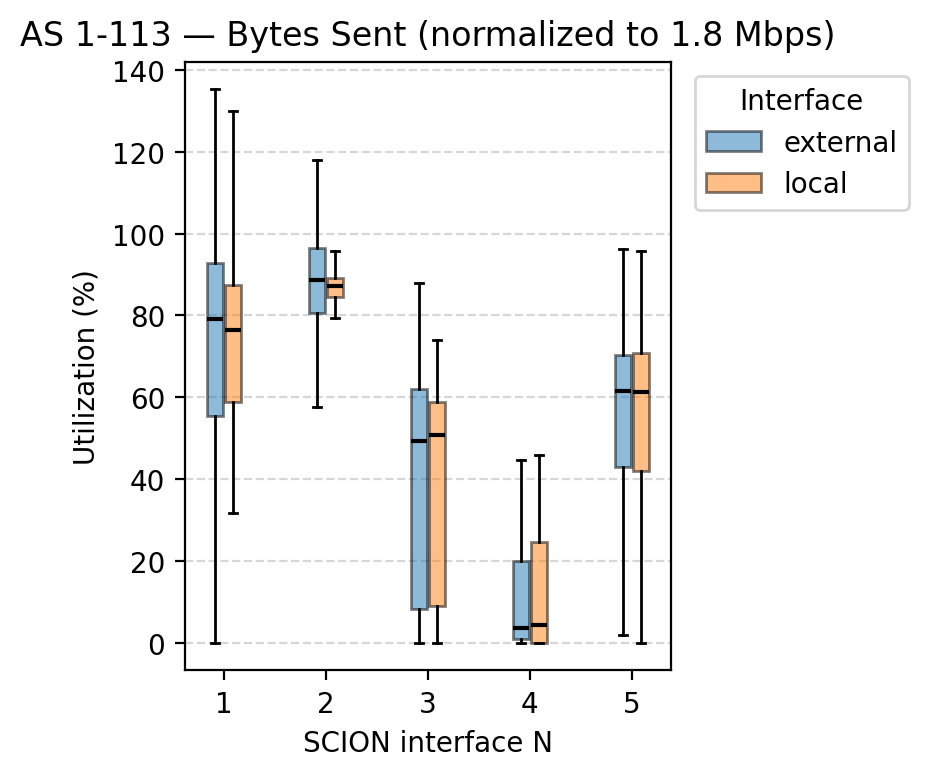 AS 1-113 — Bytes Sent (normalized to 1.8 Mbps)
140
120
100
80
60
40
20
0
Utilization (%)
1 2 3 4 5
SCION interface N
Interface
external
local